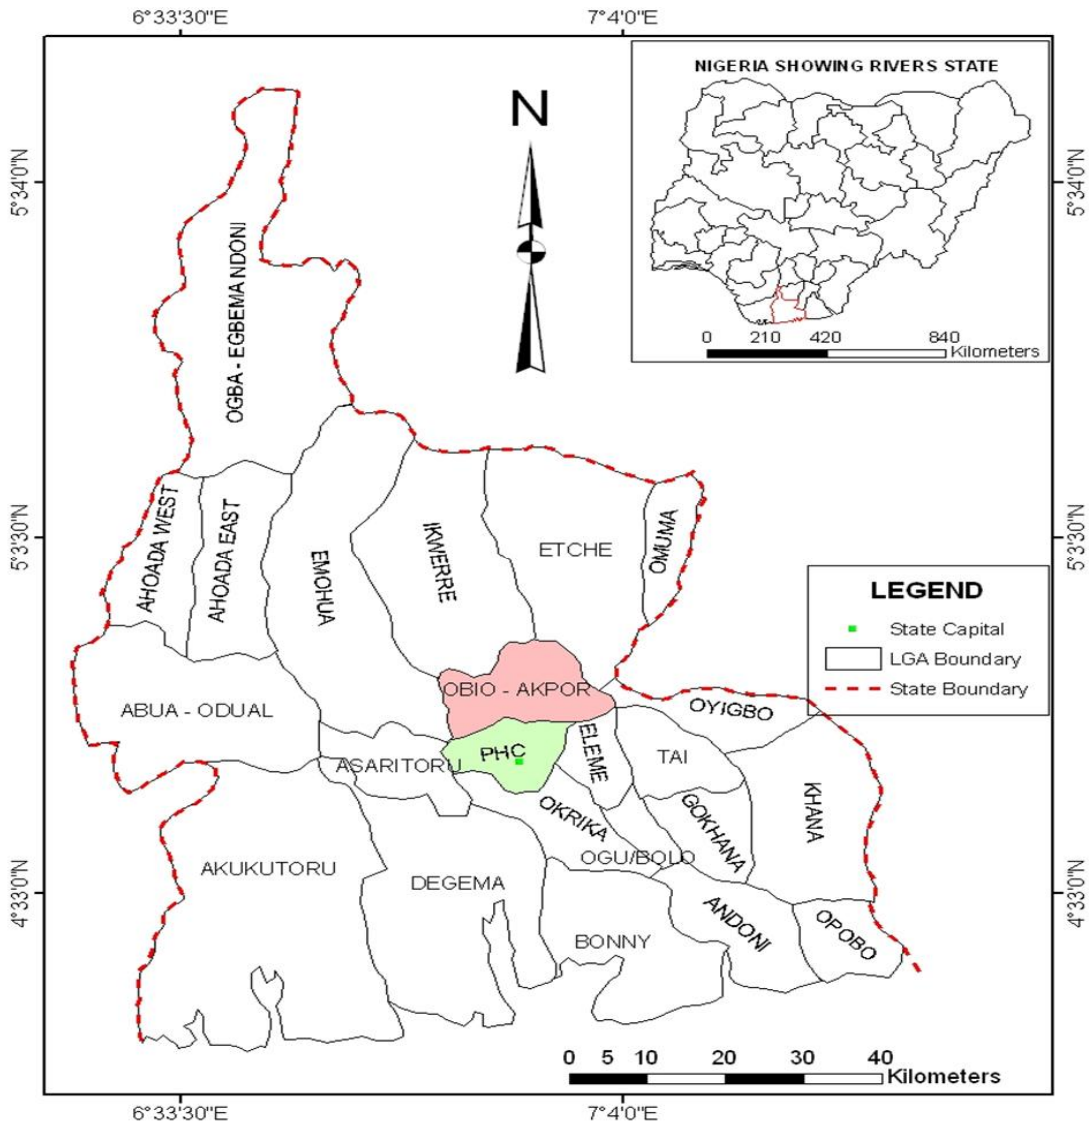 6°33'30"E
7°4'0"E
NIGERIA SHOWING RIVERS STATE
N
5°34'0"N
5°34'0"N
0 210 420 840
Kilometers
OGBA - EGBEMANDONI
5°3'30"N
5°3'30"N
AHOADA WEST
AHOADA EAST
EMOHUA
IKWERRE
ETCHE
OMUMA
LEGEND
State Capital
LGA Boundary
State Boundary
OBIO - AKPOR
ABUA - ODUAL
OYIGBO
ASARITORU
PHC
ELEME
TAI
KHANA
OKRIKA
GOKHANA
OGU/BOLO
AKUKUTORU
DEGEMA
4°33'0"N
4°33'0"N
ANDONI
OPOBO
BONNY
0 5 10 20 30 40
Kilometers
6°33'30"E
7°4'0"E